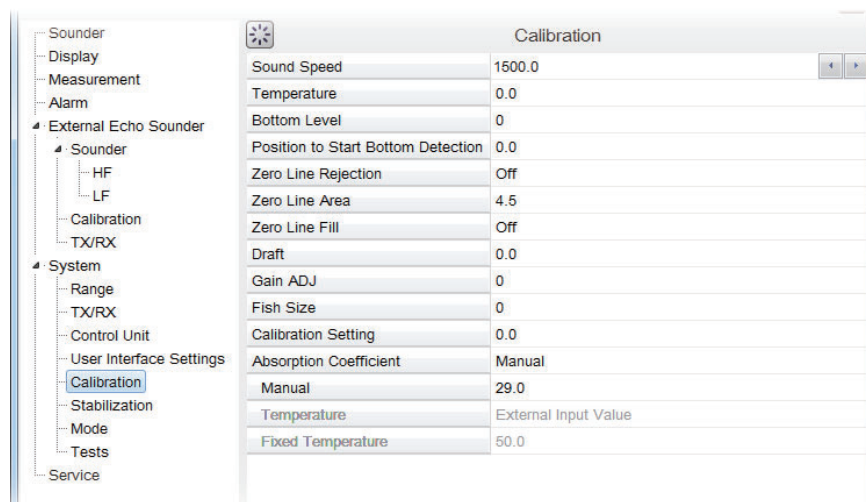 Sounder
Display
Measurement
Alarm
External Echo Sounder
Sounder
HF
LF
Calibration
TX/RX
System
Range
TX/RX
Control Unit
User Interface Settings
Calibration
Stabilization
Mode
Tests
Service
Calibration
Sound Speed 1500.0
Temperature 0.0
Bottom Level 0
Position to Start Bottom Detection 0.0
Zero Line Rejection Off
Zero Line Area 4.5
Zero Line Fill Off
Draft 0.0
Gain ADJ 0
Fish Size 0
Calibration Setting 0.0
Absorption Coefficient Manual
Manual 29.0
Temperature External Input Value
Fixed Temperature 50.0